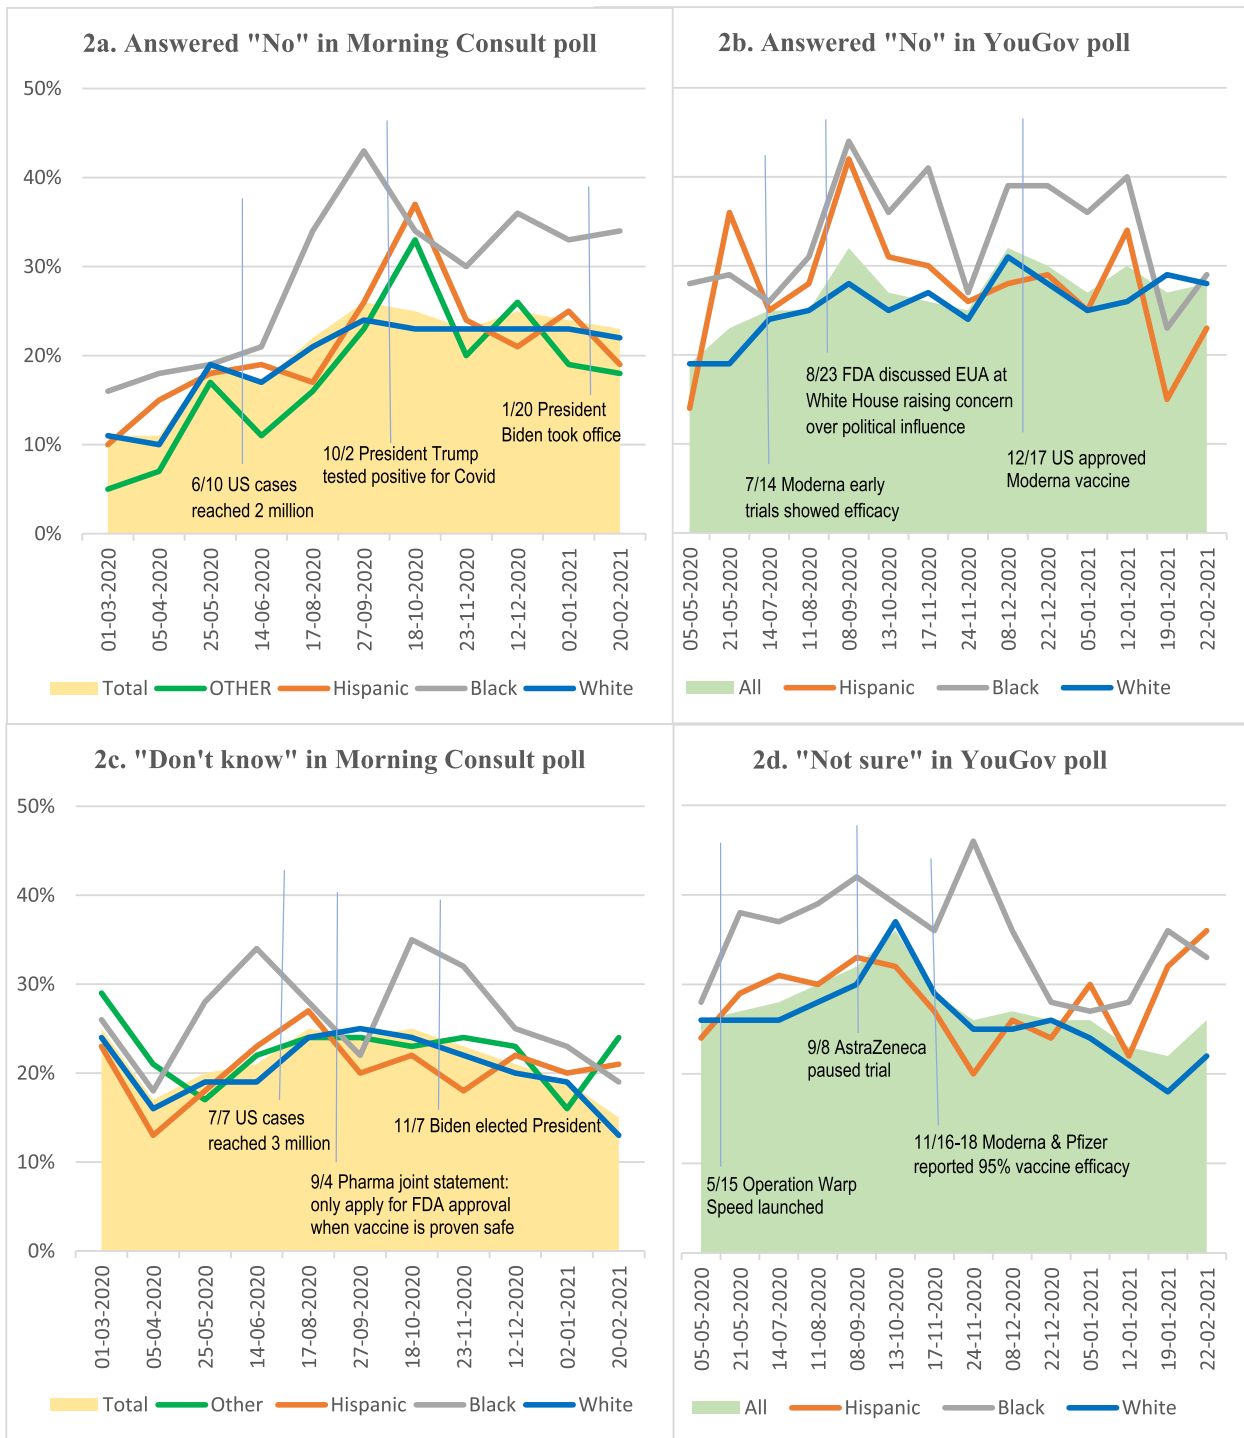 2a. Answered "No" in Morning Consult poll
50%
40%
30%
20%
10%
0%
6/10 US cases
reached 2 million
10/2 President Trump
tested positive for Covid
1/20 President
Biden took office
01-03-2020
05-04-2020
25-05-2020
14-06-2020
17-08-2020
27-09-2020
18-10-2020
23-11-2020
12-12-2020
02-01-2021
20-02-2021
Total OTHER Hispanic Black White
2b. Answered "No" in YouGov poll
7/14 Moderna early
trials showed efficacy
8/23 FDA discussed EUA at
White House raising concern
over political influence
12/17 US approved
Moderna vaccine
05-05-2020
21-05-2020
14-07-2020
11-08-2020
08-09-2020
13-10-2020
17-11-2020
24-11-2020
08-12-2020
22-12-2020
05-01-2021
12-01-2021
19-01-2021
22-02-2021
All Hispanic Black White
2c. "Don't know" in Morning Consult poll
50%
40%
30%
20%
10%
0%
7/7 US cases
reached 3 million
9/4 Pharma joint statement:
only apply for FDA approval
when vaccine is proven safe
11/7 Biden elected President
01-03-2020
05-04-2020
25-05-2020
14-06-2020
17-08-2020
27-09-2020
18-10-2020
23-11-2020
12-12-2020
02-01-2021
20-02-2021
Total Other Hispanic Black White
2d. "Not sure" in YouGov poll
5/15 Operation Warp
Speed launched
9/8 AstraZeneca
paused trial
11/16-18 Moderna & Pfizer
reported 95% vaccine efficacy
05-05-2020
21-05-2020
14-07-2020
11-08-2020
08-09-2020
13-10-2020
17-11-2020
24-11-2020
08-12-2020
22-12-2020
05-01-2021
12-01-2021
19-01-2021
22-02-2021
All Hispanic Black White